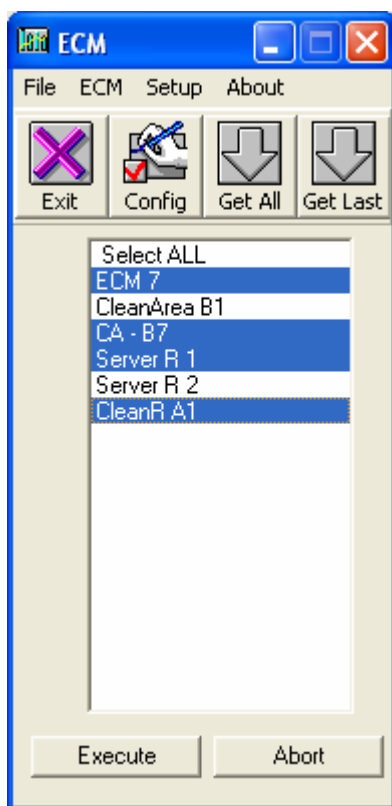 ECM
File ECM Setup About
Exit Config Get All Get Last
Select ALL
ECM 7
CleanArea B1
CA - B7
Server R 1
Server R 2
CleanR A1
Execute Abort